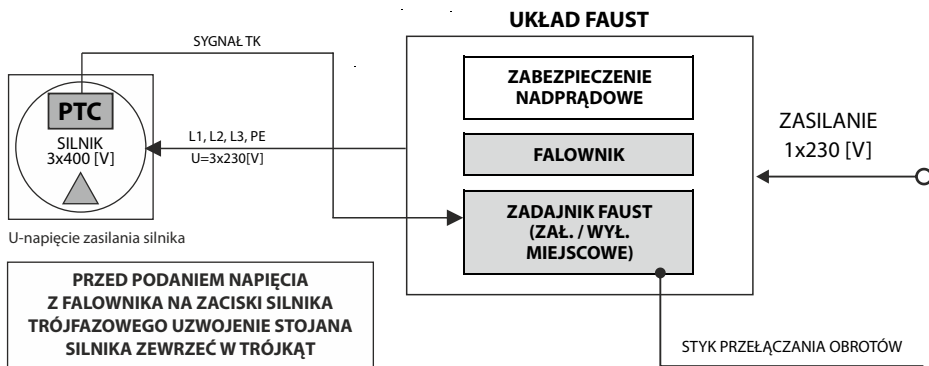 UKŁAD FAUST
SYGNAŁ TK
ZABEZPIECZENIE
NADPRĄDOWE
PTC
SILNIK
3x400 [V]
L1, L2, L3, PE
U=3x230[V]
FALOWNIK
ZASILANIE
1x230 [V]
ZADAJNIK FAUST
(ZAŁ. / WYŁ.
MIEJSCOWE)
U-napięcie zasilania silnika
PRZED PODANIEM NAPIĘCIA
Z FALOWNIKA NA ZACISKI SILNIKA
TRÓJFAZOWEGO UZWOJENIE STOJANA
SILNIKA ZEWRZEĆ W TRÓJKĄT
STYK PRZEŁĄCZANIA OBROTÓW